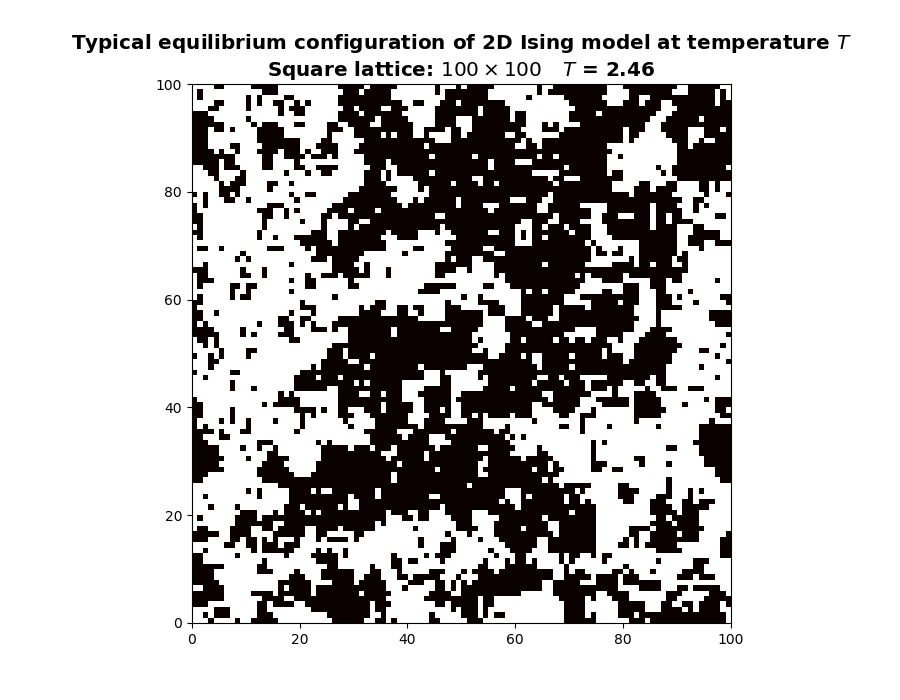 Typical equilibrium configuration of 2D Ising model at temperature T
Square lattice: 100 × 100 T = 2.46
100
80
60
40
20
0
0 20 40 60 80 100